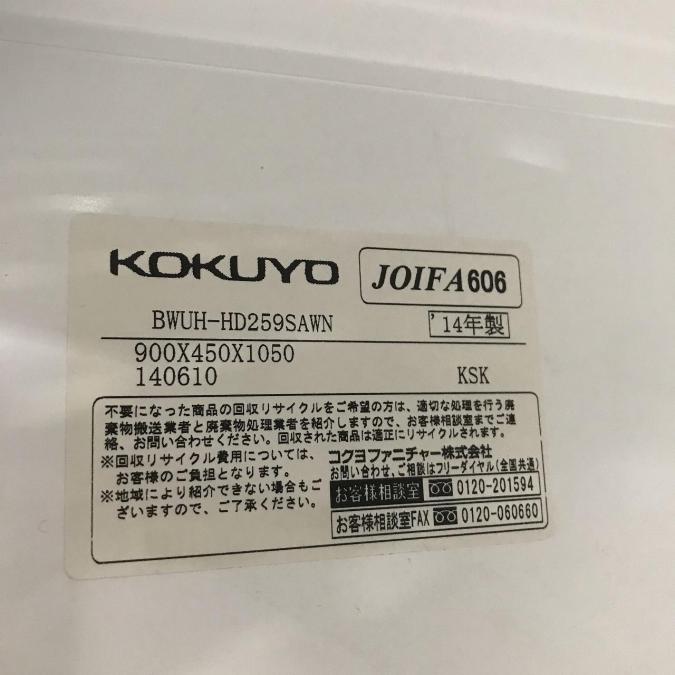 KOKUYO
JOIFA606
BWUH-HD259SAWN
'14年製
900X450X1050
140610
KSK
不要になった商品の回収リサイクルをご希望の方は、適切な処理を行う廃
棄物搬送業者と廃棄物処理業者を紹介しますので、お客様相談室までご連
絡、お問い合わせください。回収された商品は適正にリサイクルされます。
※回収リサイクル費用については、
お客様のご負担となります。
※地域により紹介できない場合もご
ざいますので、ご了承ください。
コクヨファニチャー株式会社
お問い合わせ、ご相談はフリーダイヤル(全国共通)
お客様相談室 0120-201594
お客様相談室FAX 0120-060660